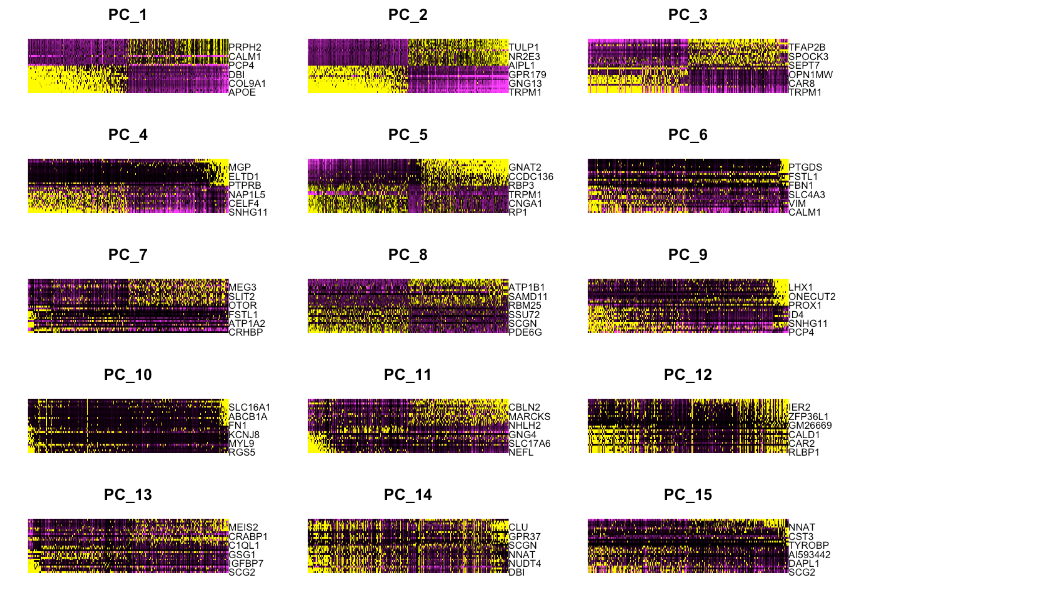 PC_1
PRPH2
CALM1
PCP4
DBI
COL9A1
APOE
PC_2
TULP1
NR2E3
AIPL1
GPR179
GNG13
TRPM1
PC_3
TFAP2B
SPOCK3
SEPT7
OPN1MW
CAR8
TRPM1
PC_4
MGP
ELTD1
PTPRB
NAP1L5
CELF4
SNHG11
PC_5
GNAT2
CCDC136
RBP3
TRPM1
CNGA1
RP1
PC_6
PTGDS
FSTL1
FBN1
SLC4A3
VIM
CALM1
PC_7
MEG3
SLIT2
OTOR
FSTL1
ATP1A2
CRHBP
PC_8
ATP1B1
SAMD11
RBM25
SSU72
SCGN
PDE6G
PC_9
LHX1
ONECUT2
PROX1
ID4
SNHG11
PCP4
PC_10
SLC16A1
ABCB1A
FN1
KCNJ8
MYL9
RGS5
PC_11
CBLN2
MARCKS
NHLH2
GNG4
SLC17A6
NEFL
PC_12
IER2
ZFP36L1
GM26669
CALD1
CAR2
RLBP1
PC_13
MEIS2
CRABP1
C1QL1
GSG1
IGFBP7
SCG2
PC_14
CLU
GPR37
SCGN
NNAT
NUDT4
DBI
PC_15
NNAT
CST3
TYROBP
AI593442
DAPL1
SCG2